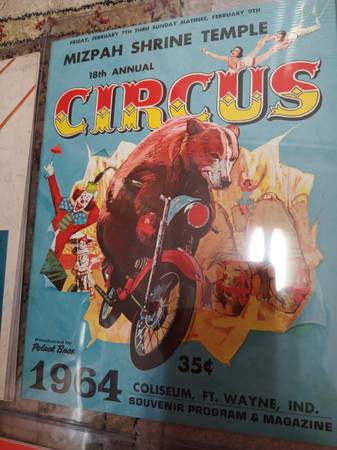 FRIDAY, FEBRUARY 7TH THRU SUNDAY MATINEE, FEBRUARY 9TH
MIZPAH SHRINE TEMPLE
18th ANNUAL
CIRCUS
Produced by
Polack Bros.
35¢
1964
COLISEUM, FT. WAYNE, IND.
SOUVENIR PROGRAM & MAGAZINE